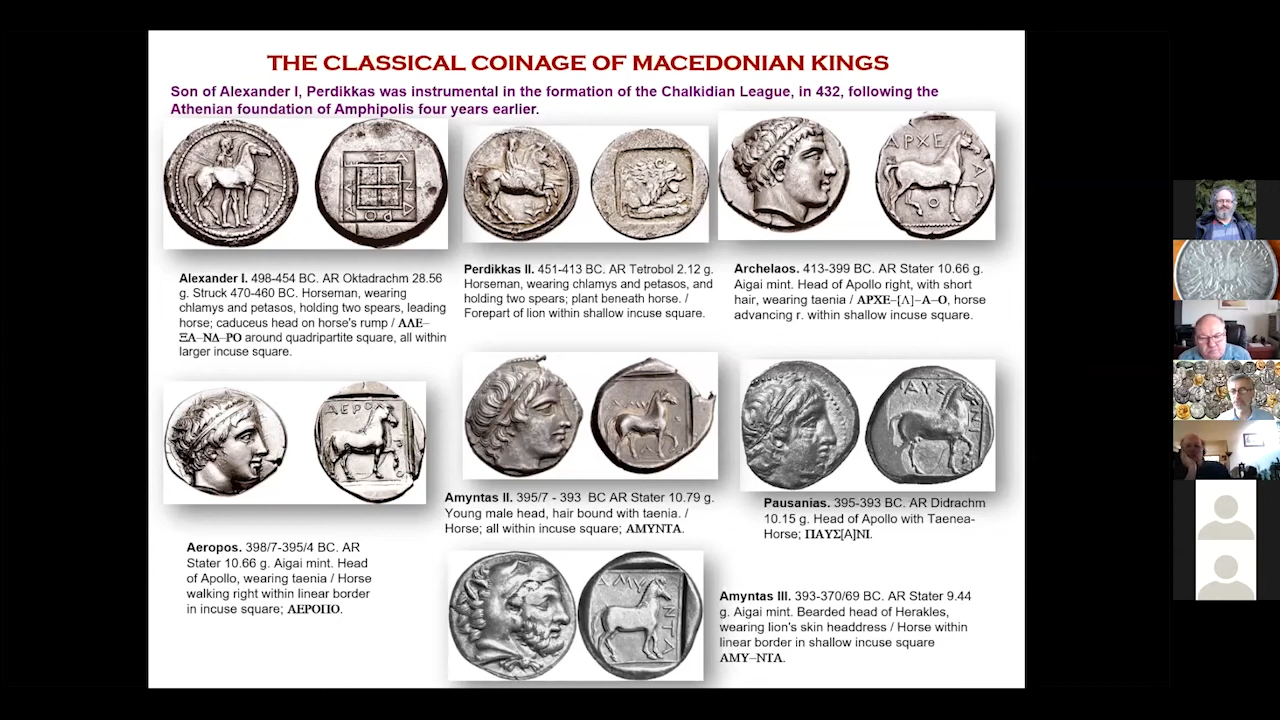 THE CLASSICAL COINAGE OF MACEDONIAN KINGS
Son of Alexander I, Perdikkas was instrumental in the formation of the Chalkidian League, in 432, following the
Athenian foundation of Amphipolis four years earlier.
Alexander I. 498-454 BC. AR Oktadrachm 28.56
g. Struck 470-460 BC. Horseman, wearing
chlamys and petasos, holding two spears, leading
horse; caduceus head on horse's rump / ΑΛΕ–
ΞΑ–ΝΔ–ΡΟ around quadripartite square, all within
larger incuse square.
Perdikkas II. 451-413 BC. AR Tetrobol 2.12 g.
Horseman, wearing chlamys and petasos, and
holding two spears; plant beneath horse. /
Forepart of lion within shallow incuse square.
ΑΡΧΕ
Archelaos. 413-399 BC. AR Stater 10.66 g.
Aigai mint. Head of Apollo right, with short
hair, wearing taenia / ΑΡΧΕ–[Λ]–Α–Ο, horse
advancing r. within shallow incuse square.
ΑΕΡΟ
Aeropos. 398/7-395/4 BC. AR
Stater 10.66 g. Aigai mint. Head
of Apollo, wearing taenia / Horse
walking right within linear border
in incuse square; ΑΕΡΟΠΟ.
Amyntas II. 395/7 - 393 BC AR Stater 10.79 g.
Young male head, hair bound with taenia. /
Horse; all within incuse square; ΑΜΥΝΤΑ.
Pausanias. 395-393 BC. AR Didrachm
10.15 g. Head of Apollo with Taenea-
Horse; ΠΑΥΣ[Α]ΝΙ.
ΑΜΥ
ΝΤΑ
Amyntas III. 393-370/69 BC. AR Stater 9.44
g. Aigai mint. Bearded head of Herakles,
wearing lion's skin headdress / Horse within
linear border in shallow incuse square
ΑΜΥ–ΝΤΑ.